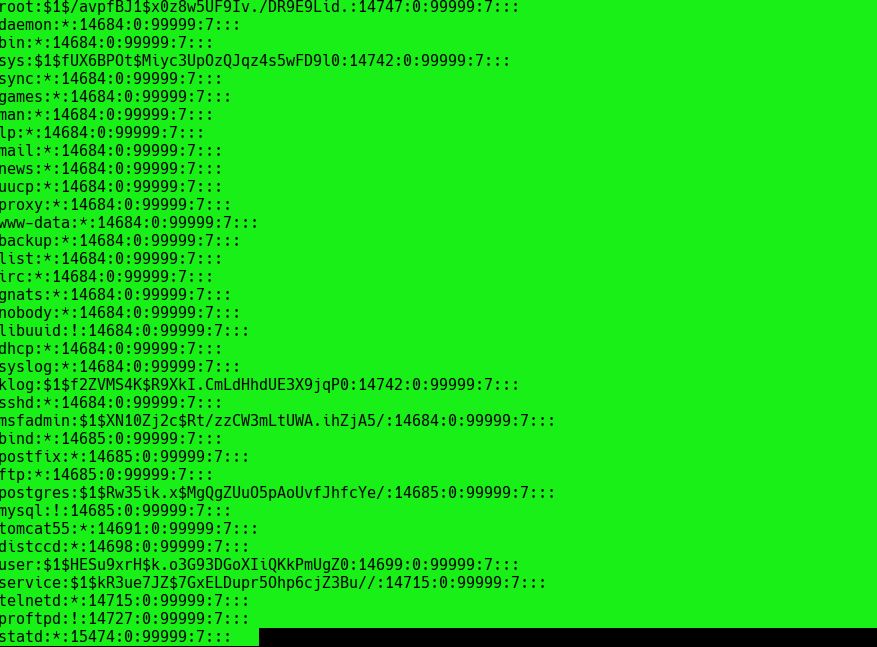 root:$1$/avpfBJ1$x0z8w5UF9Iv./DR9E9Lid.:14747:0:99999:7:::
daemon:*:14684:0:99999:7:::
bin:*:14684:0:99999:7:::
sys:$1$fUX6BPOt$Miyc3UpOzQJqz4s5wFD9l0:14742:0:99999:7:::
sync:*:14684:0:99999:7:::
games:*:14684:0:99999:7:::
man:*:14684:0:99999:7:::
lp:*:14684:0:99999:7:::
mail:*:14684:0:99999:7:::
news:*:14684:0:99999:7:::
uucp:*:14684:0:99999:7:::
proxy:*:14684:0:99999:7:::
www-data:*:14684:0:99999:7:::
backup:*:14684:0:99999:7:::
list:*:14684:0:99999:7:::
irc:*:14684:0:99999:7:::
gnats:*:14684:0:99999:7:::
nobody:*:14684:0:99999:7:::
libuuid:!:14684:0:99999:7:::
dhcp:*:14684:0:99999:7:::
syslog:*:14684:0:99999:7:::
klog:$1$f2ZVMS4K$R9XkI.CmLdHhdUE3X9jqP0:14742:0:99999:7:::
sshd:*:14684:0:99999:7:::
msfadmin:$1$XN10Zj2c$Rt/zzCW3mLtUWA.ihZjA5/:14684:0:99999:7:::
bind:*:14685:0:99999:7:::
postfix:*:14685:0:99999:7:::
ftp:*:14685:0:99999:7:::
postgres:$1$Rw35ik.x$MgQgZUuO5pAoUvfJhfcYe/:14685:0:99999:7:::
mysql:!:14685:0:99999:7:::
tomcat55:*:14691:0:99999:7:::
distccd:*:14698:0:99999:7:::
user:$1$HESu9xrH$k.o3G93DGoXIiQKkPmUgZ0:14699:0:99999:7:::
service:$1$kR3ue7JZ$7GxELDupr5Ohp6cjZ3Bu//:14715:0:99999:7:::
telnetd:*:14715:0:99999:7:::
proftpd:!:14727:0:99999:7:::
statd:*:15474:0:99999:7:::